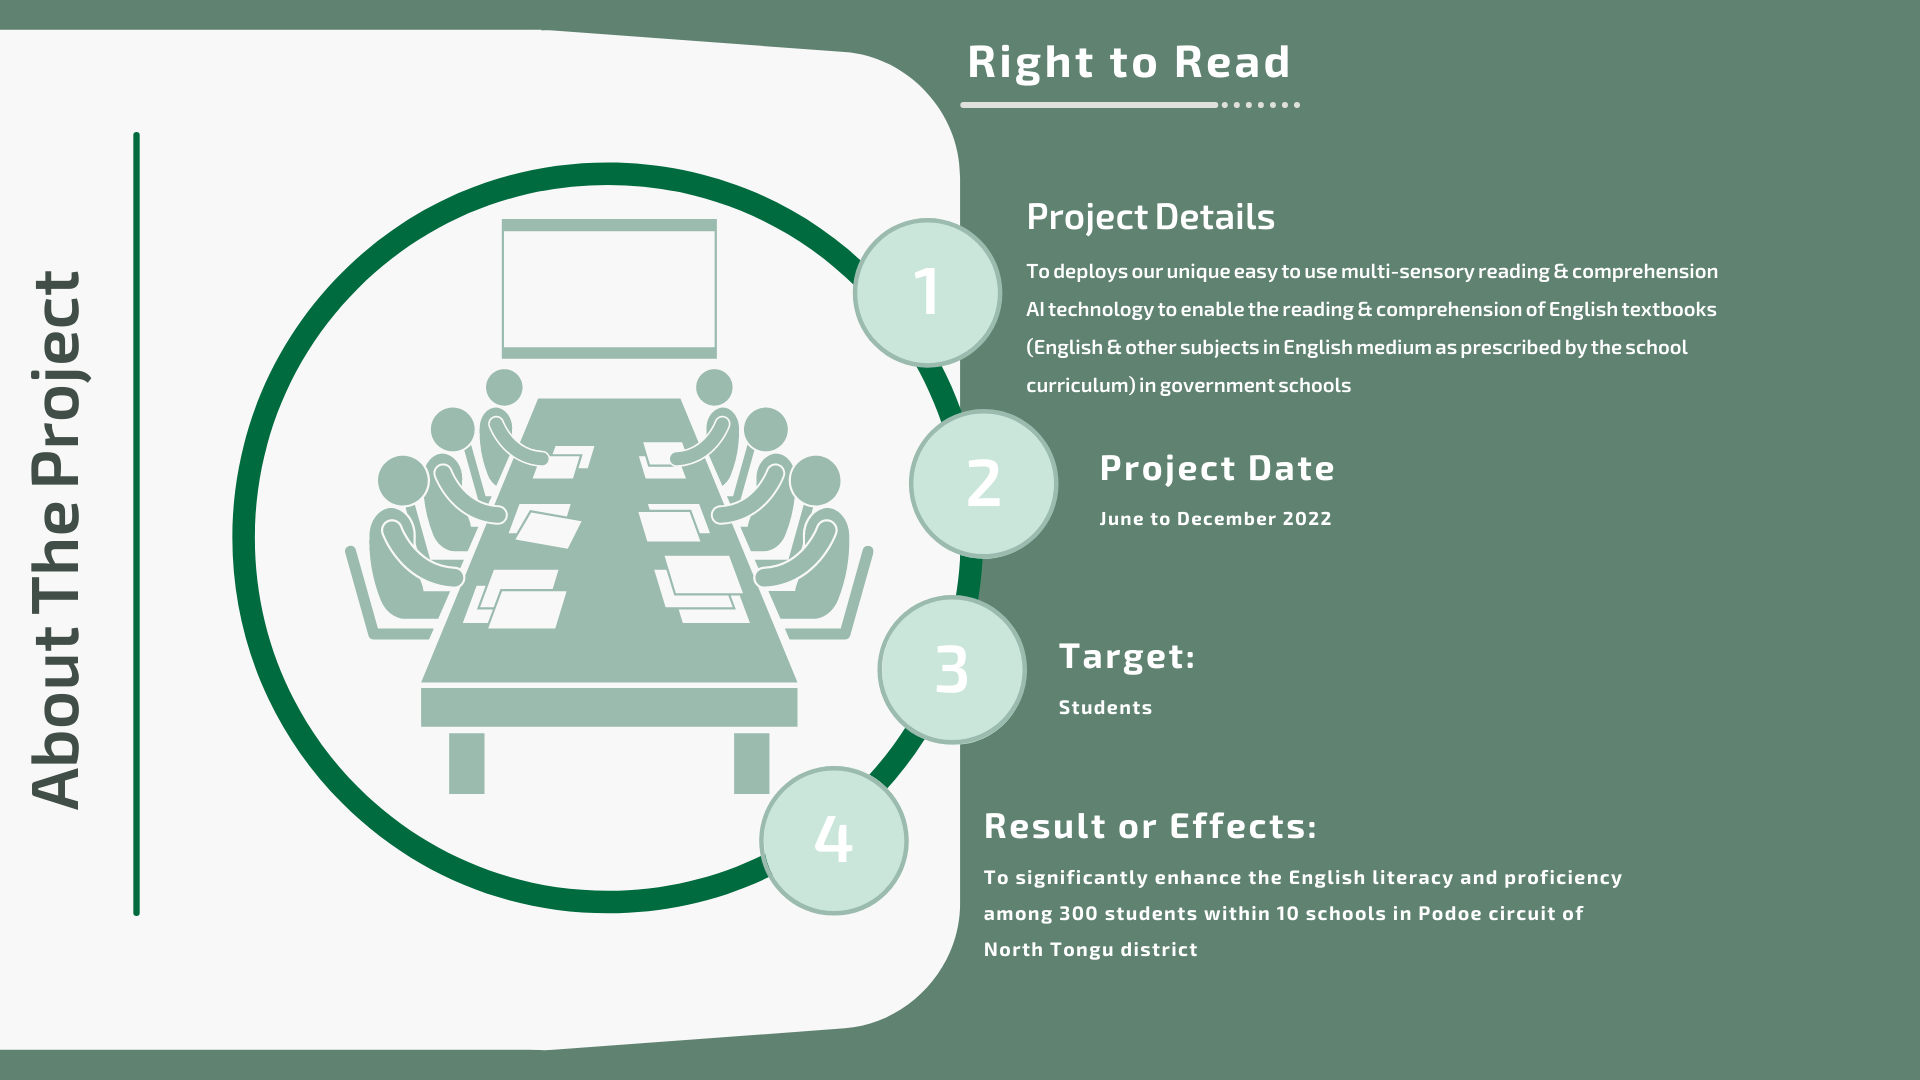 About The Project
Right to Read
1
Project Details
To deploys our unique easy to use multi-sensory reading & comprehension
AI technology to enable the reading & comprehension of English textbooks
(English & other subjects in English medium as prescribed by the school
curriculum) in government schools
2
Project Date
June to December 2022
3
Target:
Students
4
Result or Effects:
To significantly enhance the English literacy and proficiency
among 300 students within 10 schools in Podoe circuit of
North Tongu district